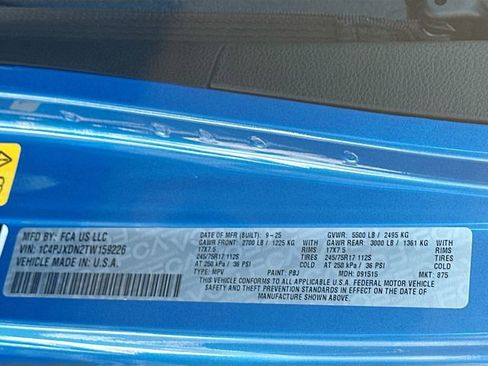 MFD BY: FCA US LLC
VIN: 1C4PJXDN2TW159226
VEHICLE MADE IN: U.S.A.
DATE OF MFR (BUILT): 9-25 GVWR: 5500 LB / 2495 KG
GAWR FRONT: 2700 LB / 1225 KG GAWR REAR: 3000 LB / 1361 KG
17X7.5 RIMS 17X7.5 RIMS
245/75R17 112S TIRES 245/75R17 112S TIRES
AT 250 kPa / 36 PSI COLD AT 250 kPa / 36 PSI COLD
TYPE: MPV PAINT: PBJ MDH: 091515 MKT: 875
THIS VEHICLE CONFORMS TO ALL APPLICABLE U.S.A. FEDERAL MOTOR VEHICLE
SAFETY, BUMPER AND THEFT PREVENTION STANDARDS IN EFFECT ON THE
DATE OF MANUFACTURE SHOWN ABOVE.